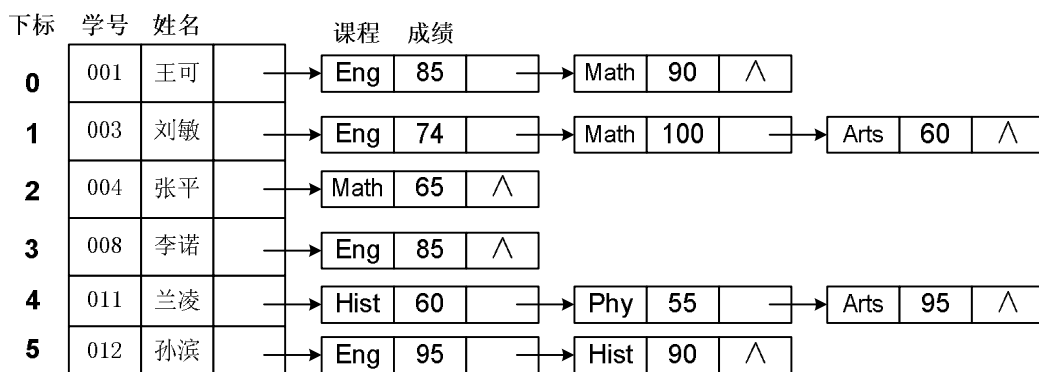 下标 学号 姓名 课程 成绩
0 001 王可 Eng 85 Math 90 ∧
1 003 刘敏 Eng 74 Math 100 Arts 60 ∧
2 004 张平 Math 65 ∧
3 008 李诺 Eng 85 ∧
4 011 兰凌 Hist 60 Phy 55 Arts 95 ∧
5 012 孙滨 Eng 95 Hist 90 ∧